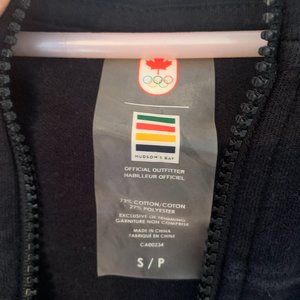 HUDSON'S BAY
OFFICIAL OUTFITTER
HABILLEUR OFFICIEL
73% COTTON/COTON
27% POLYESTER
EXCLUSIVE OF TRIMMING
GARNITURE NON COMPRISE
MADE IN CHINA
FABRIQUÉ EN CHINE
CA00234
S / P